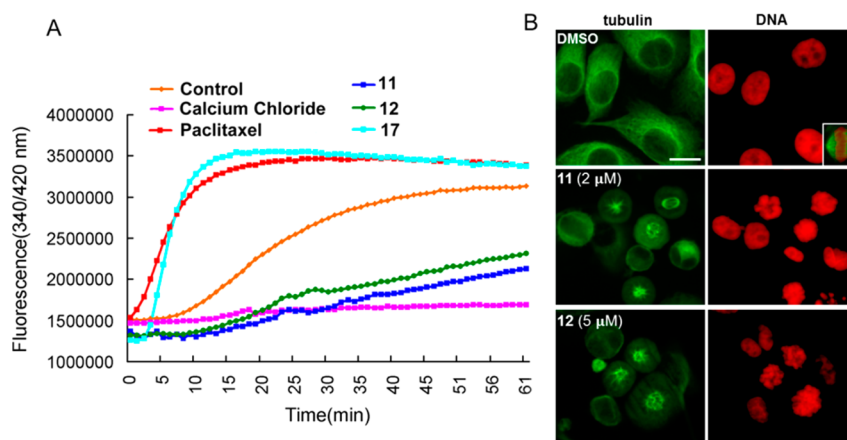 A
Control
Calcium Chloride
Paclitaxel
11
12
17
Fluorescence(340/420 nm)
4000000
3500000
3000000
2500000
2000000
1500000
1000000
0
5
10
15
20
25
30
35
40
45
51
56
61
Time(min)
B
tubulin
DNA
DMSO
11 (2 µM)
12 (5 µM)